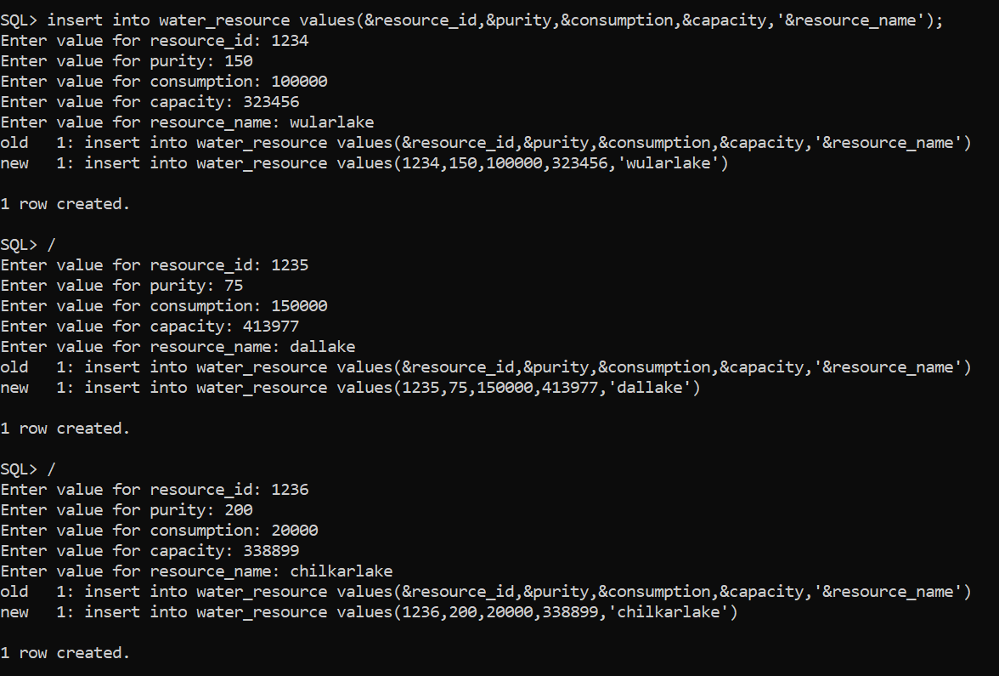 SQL> insert into water_resource values(&resource_id,&purity,&consumption,&capacity,'&resource_name');
Enter value for resource_id: 1234
Enter value for purity: 150
Enter value for consumption: 100000
Enter value for capacity: 323456
Enter value for resource_name: wularlake
old   1: insert into water_resource values(&resource_id,&purity,&consumption,&capacity,'&resource_name')
new   1: insert into water_resource values(1234,150,100000,323456,'wularlake')
1 row created.
SQL> /
Enter value for resource_id: 1235
Enter value for purity: 75
Enter value for consumption: 150000
Enter value for capacity: 413977
Enter value for resource_name: dallake
old   1: insert into water_resource values(&resource_id,&purity,&consumption,&capacity,'&resource_name')
new   1: insert into water_resource values(1235,75,150000,413977,'dallake')
1 row created.
SQL> /
Enter value for resource_id: 1236
Enter value for purity: 200
Enter value for consumption: 20000
Enter value for capacity: 338899
Enter value for resource_name: chilkarlake
old   1: insert into water_resource values(&resource_id,&purity,&consumption,&capacity,'&resource_name')
new   1: insert into water_resource values(1236,200,20000,338899,'chilkarlake')
1 row created.